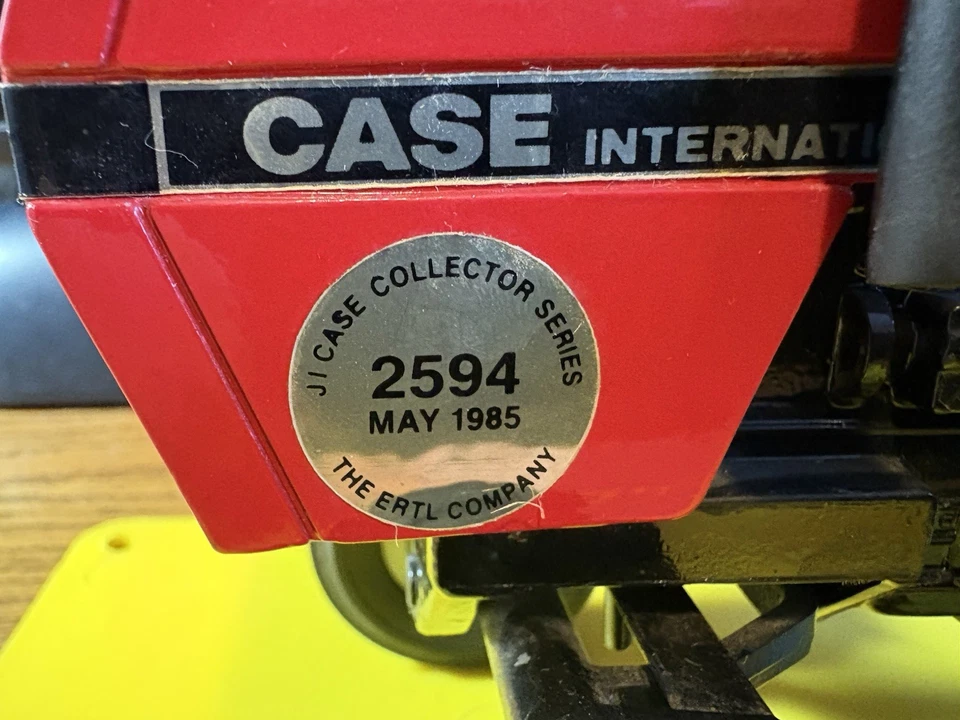 CASE INTERNATI
JI CASE COLLECTOR SERIES
2594
MAY 1985
THE ERTL COMPANY